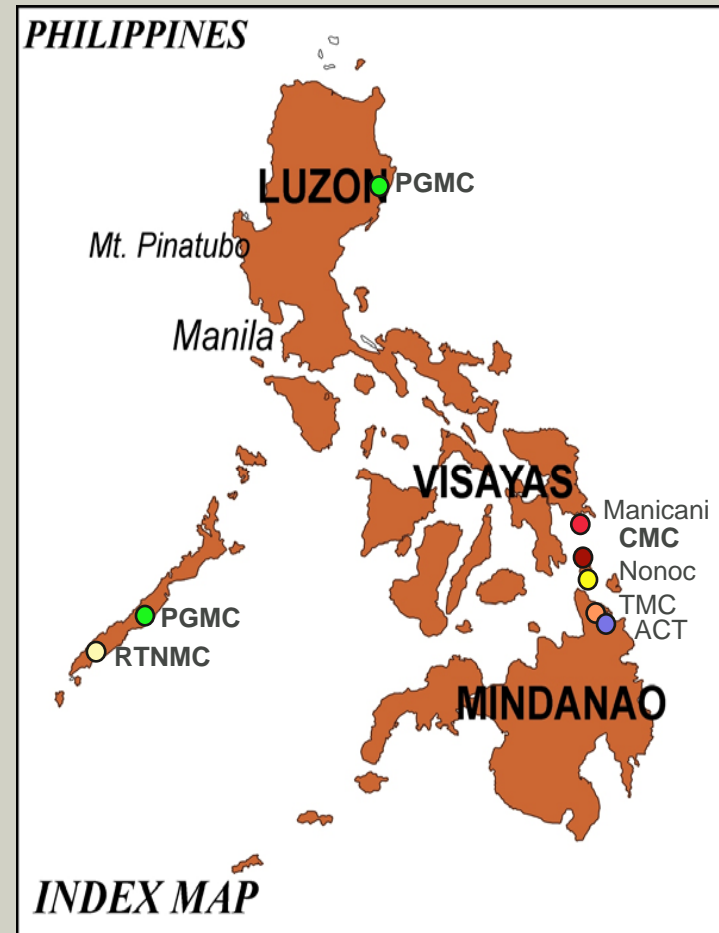 PHILIPPINES
LUZON
PGMC
Mt. Pinatubo
Manila
VISAYAS
Manicani
CMC
Nonoc
TMC
ACT
PGMC
RTNMC
MINDANAO
INDEX MAP